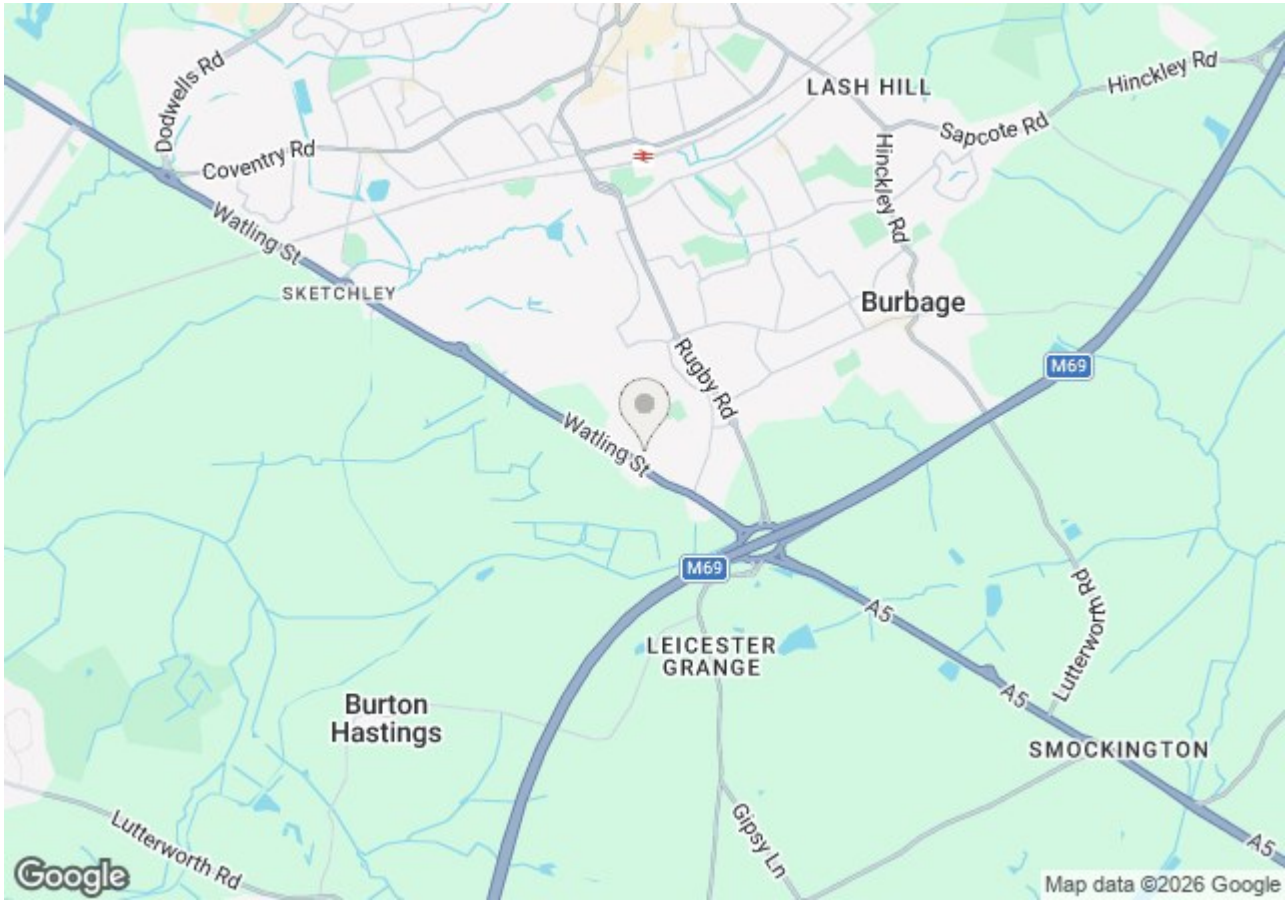 Dodwells Rd
LASH HILL
Hinckley Rd
Sapcote Rd
Coventry Rd
Hinckley Rd
Watling St
SKETCHLEY
Burbage
Rugby Rd
M69
Watling St
M69
A5
Lutterworth Rd
LEICESTER
GRANGE
A5
Burton
Hastings
SMOCKINGTON
Gipsy Ln
Lutterworth Rd
A5
Google
Map data ©2026 Google